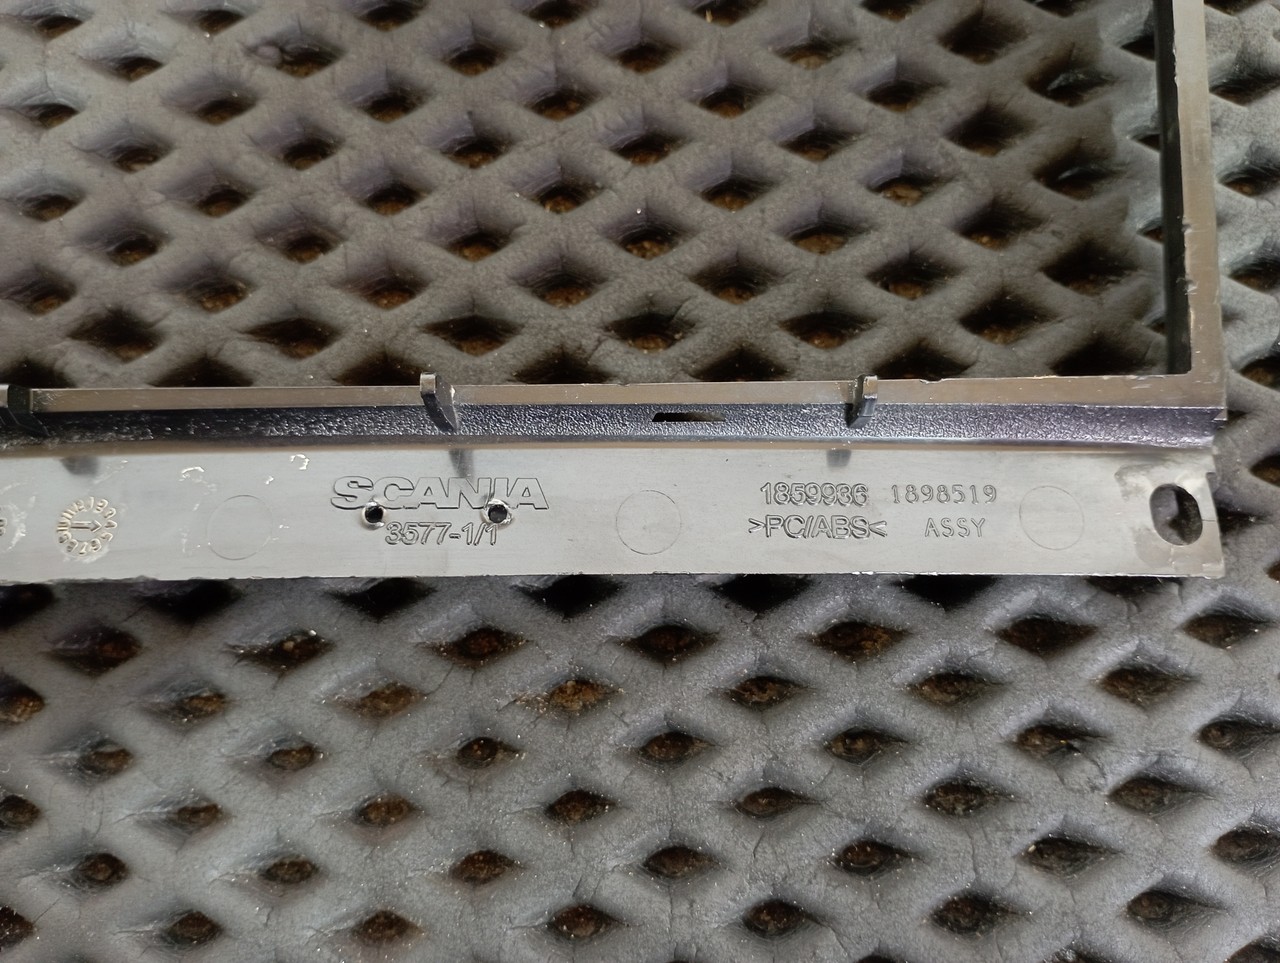 SCANIA
3577-1/1
1859936 1898519
>PC/ABS< ASSY